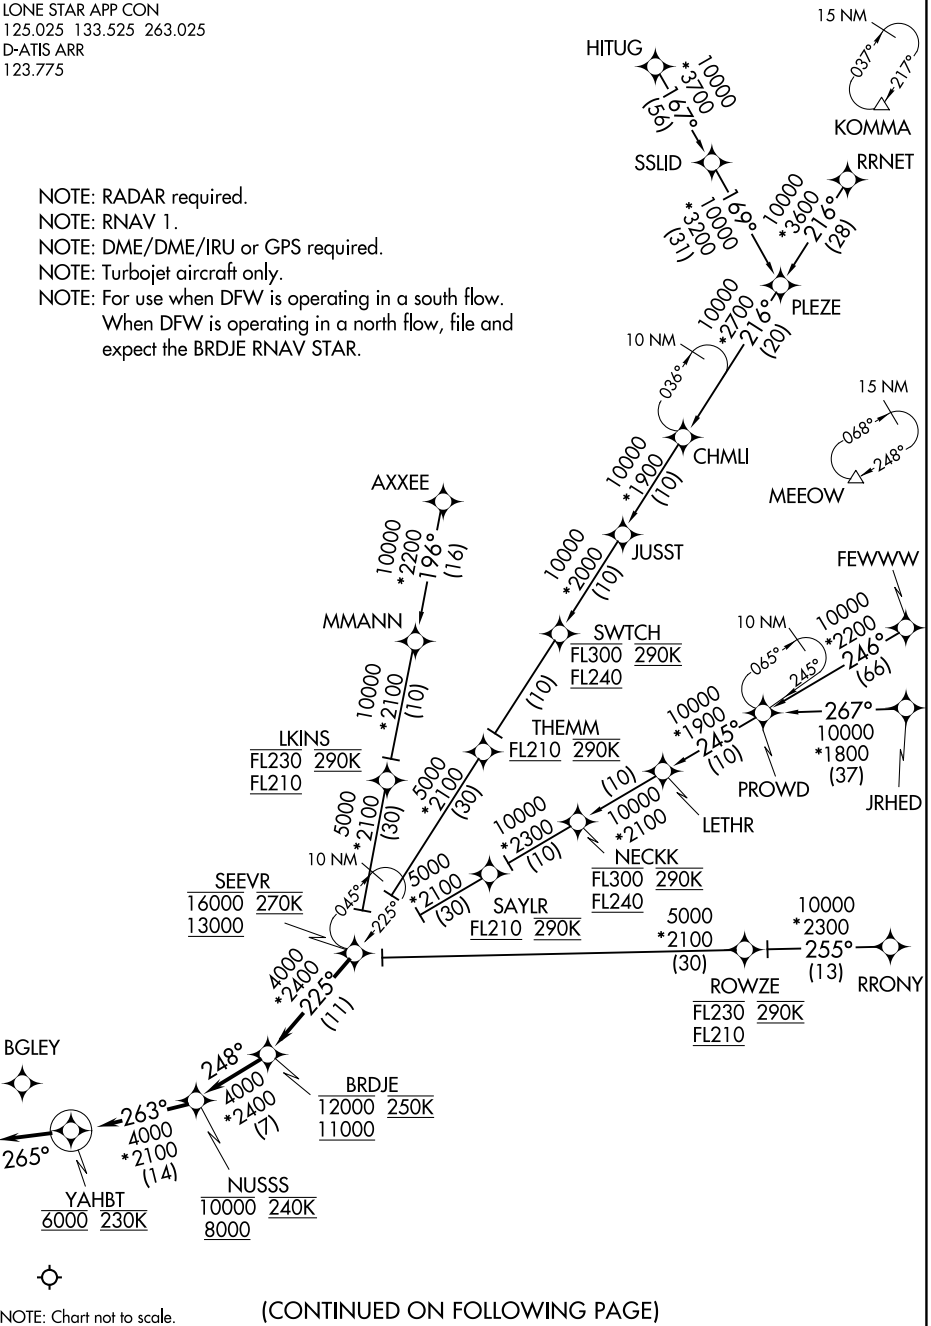 LONE STAR APP CON
125.025 133.525 263.025
D-ATIS ARR
123.775
15 NM
037°
217°
KOMMA
HITUG
10000
*3700
167°
(56)
SSLID
RRNET
NOTE: RADAR required.
NOTE: RNAV 1.
NOTE: DME/DME/IRU or GPS required.
NOTE: Turbojet aircraft only.
NOTE: For use when DFW is operating in a south flow.
When DFW is operating in a north flow, file and
expect the BRDJE RNAV STAR.
169°
10000
*3200
(31)
10000
*3600
216°
(28)
PLEZE
10000
*2700
216°
(20)
10 NM
036°
CHMLI
15 NM
068°
248°
MEEOW
10000
*1900
(10)
JUSST
AXXEE
10000
*2200
196°
(16)
10000
*2000
(10)
FEWWW
MMANN
SWTCH
FL300 290K
FL240
10 NM
065°
245°
10000
*2200
246°
(66)
10000
*2100
(10)
(10)
LKINS
FL230 290K
FL210
THEMM
FL210 290K
10000
*1900
245°
(10)
267°
10000
*1800
(37)
PROWD
JRHED
5000
*2100
(30)
5000
*2100
(30)
(10)
10000
*2100
LETHR
10000
*2300
(10)
NECKK
FL300 290K
FL240
10 NM
045°
225°
SEEVR
16000 270K
13000
5000
*2100
(30)
SAYLR
FL210 290K
5000
*2100
(30)
10000
*2300
255°
(13)
ROWZE
FL230 290K
FL210
RRONY
4000
*2400
225°
(11)
BGLEY
248°
4000
*2400
(7)
BRDJE
12000 250K
11000
263°
4000
*2100
(14)
265°
YAHBT
6000 230K
NUSSS
10000 240K
8000
NOTE: Chart not to scale.
(CONTINUED ON FOLLOWING PAGE)